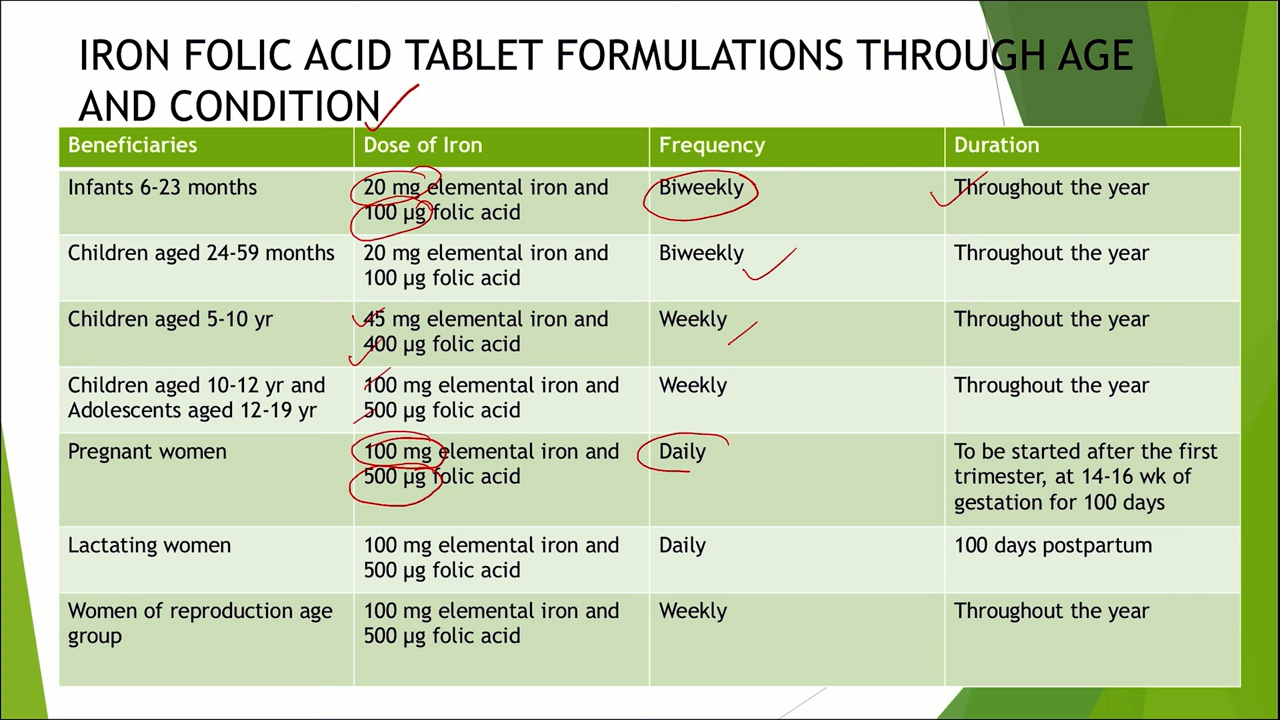 IRON FOLIC ACID TABLET FORMULATIONS THROUGH AGE
AND CONDITION
Beneficiaries Dose of Iron Frequency Duration
Infants 6-23 months 20 mg elemental iron and Biweekly Throughout the year
100 µg folic acid
Children aged 24-59 months 20 mg elemental iron and Biweekly Throughout the year
100 µg folic acid
Children aged 5-10 yr 45 mg elemental iron and Weekly Throughout the year
400 µg folic acid
Children aged 10-12 yr and 100 mg elemental iron and Weekly Throughout the year
Adolescents aged 12-19 yr 500 µg folic acid
Pregnant women 100 mg elemental iron and Daily To be started after the first
500 µg folic acid trimester, at 14-16 wk of
gestation for 100 days
Lactating women 100 mg elemental iron and Daily 100 days postpartum
500 µg folic acid
Women of reproduction age 100 mg elemental iron and Weekly Throughout the year
group 500 µg folic acid